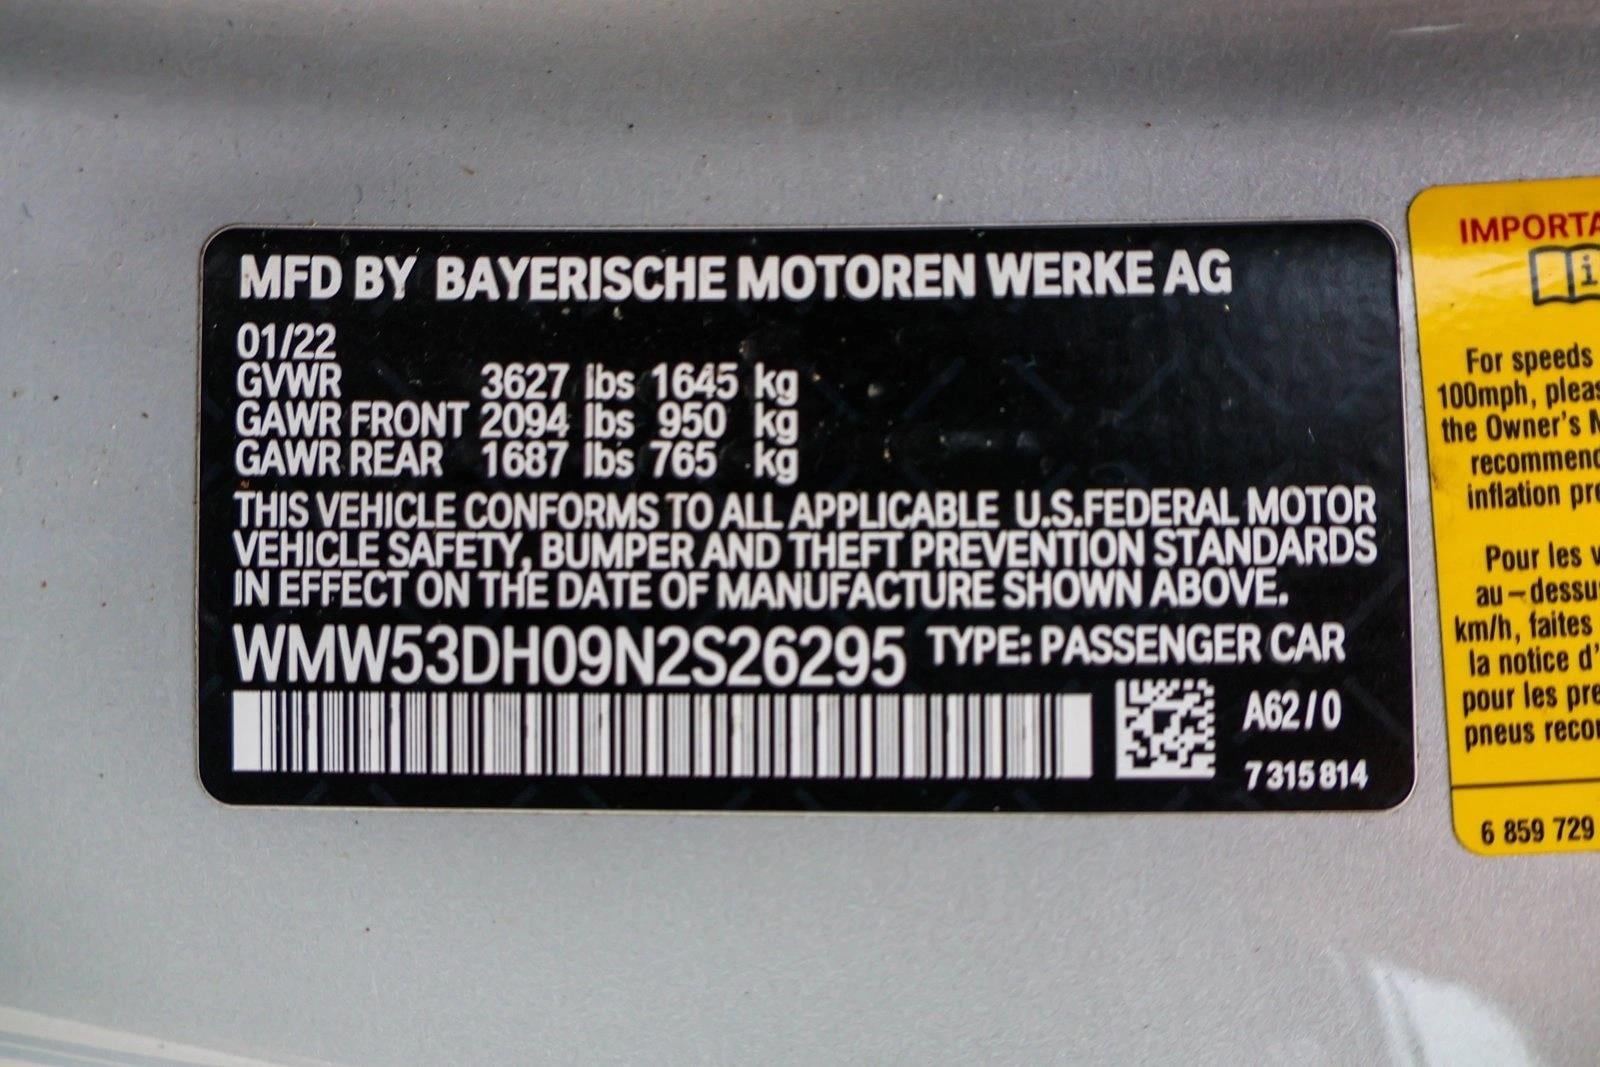 MFD BY BAYERISCHE MOTOREN WERKE AG
01/22
GVWR 3627 lbs 1645 kg
GAWR FRONT 2094 lbs 950 kg
GAWR REAR 1687 lbs 765 kg
THIS VEHICLE CONFORMS TO ALL APPLICABLE U.S.FEDERAL MOTOR
VEHICLE SAFETY, BUMPER AND THEFT PREVENTION STANDARDS
IN EFFECT ON THE DATE OF MANUFACTURE SHOWN ABOVE.
WMW53DH09N2S26295 TYPE: PASSENGER CAR
A62/0
7 315 814
IMPORTA
For speeds
100mph, pleas
the Owner's M
recommend
inflation pre
Pour les v
au-dessu
km/h, faites
la notice d'
pour les pre
pneus recom
6 859 729